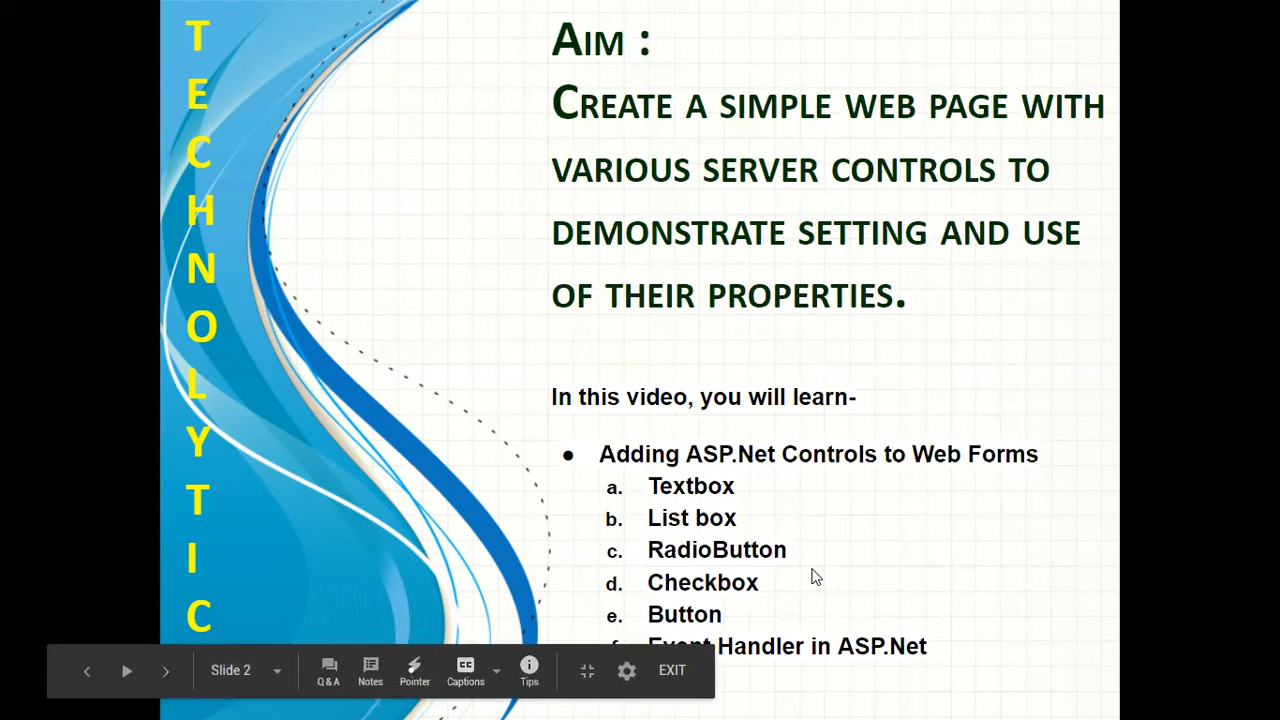 T
E
C
H
N
O
L
Y
T
I
C
AIM :
CREATE A SIMPLE WEB PAGE WITH
VARIOUS SERVER CONTROLS TO
DEMONSTRATE SETTING AND USE
OF THEIR PROPERTIES.
In this video, you will learn-
● Adding ASP.Net Controls to Web Forms
a. Textbox
b. List box
c. RadioButton
d. Checkbox
e. Button
f. Event Handler in ASP.Net
Slide 2
Q & A
Notes
Pointer
Captions
Tips
EXIT